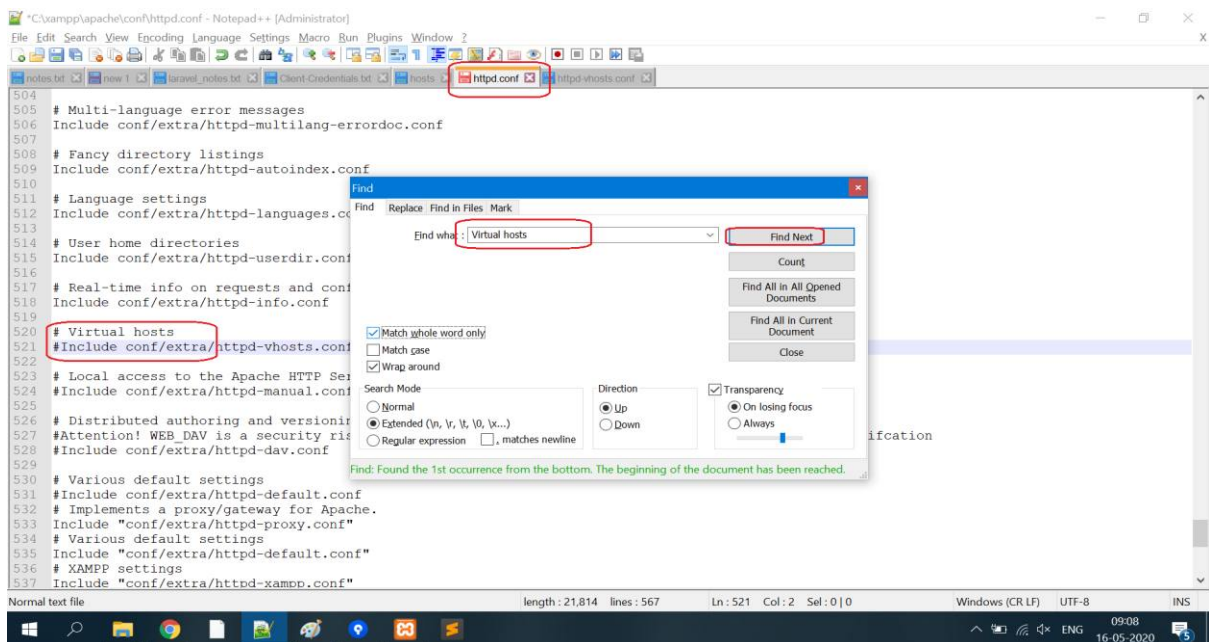 *C:\xampp\apache\conf\httpd.conf - Notepad++ [Administrator]
File Edit Search View Encoding Language Settings Macro Run Plugins Window ?
X
notes.txt new 1 laravel_notes.txt Client-Credentials.txt hosts httpd.conf httpd-vhosts.conf
504
505 # Multi-language error messages
506 Include conf/extra/httpd-multilang-errordoc.conf
507
508 # Fancy directory listings
509 Include conf/extra/httpd-autoindex.conf
510
511 # Language settings
512 Include conf/extra/httpd-languages.co
513
514 # User home directories
515 Include conf/extra/httpd-userdir.conf
516
517 # Real-time info on requests and conf
518 Include conf/extra/httpd-info.conf
519
520 # Virtual hosts
521 #Include conf/extra/httpd-vhosts.conf
522
523 # Local access to the Apache HTTP Ser
524 #Include conf/extra/httpd-manual.conf
525
526 # Distributed authoring and versionin
527 #Attention! WEB_DAV is a security ris ifcation
528 #Include conf/extra/httpd-dav.conf
529
530 # Various default settings
531 #Include conf/extra/httpd-default.conf
532 # Implements a proxy/gateway for Apache.
533 Include "conf/extra/httpd-proxy.conf"
534 # Various default settings
535 Include "conf/extra/httpd-default.conf"
536 # XAMPP settings
537 Include "conf/extra/httpd-xampp.conf"
Find
Find Replace Find in Files Mark
Find what : Virtual hosts
Find Next
Count
Find All in All Opened
Documents
Find All in Current
Document
Close
Match whole word only
Match case
Wrap around
Search Mode
Normal
Extended (\n, \r, \t, \0, \x...)
Regular expression . matches newline
Direction
Up
Down
Transparency
On losing focus
Always
Find: Found the 1st occurrence from the bottom. The beginning of the document has been reached.
Normal text file length : 21,814 lines : 567 Ln : 521 Col : 2 Sel : 0 | 0 Windows (CR LF) UTF-8 INS
ENG
09:08
16-05-2020
5